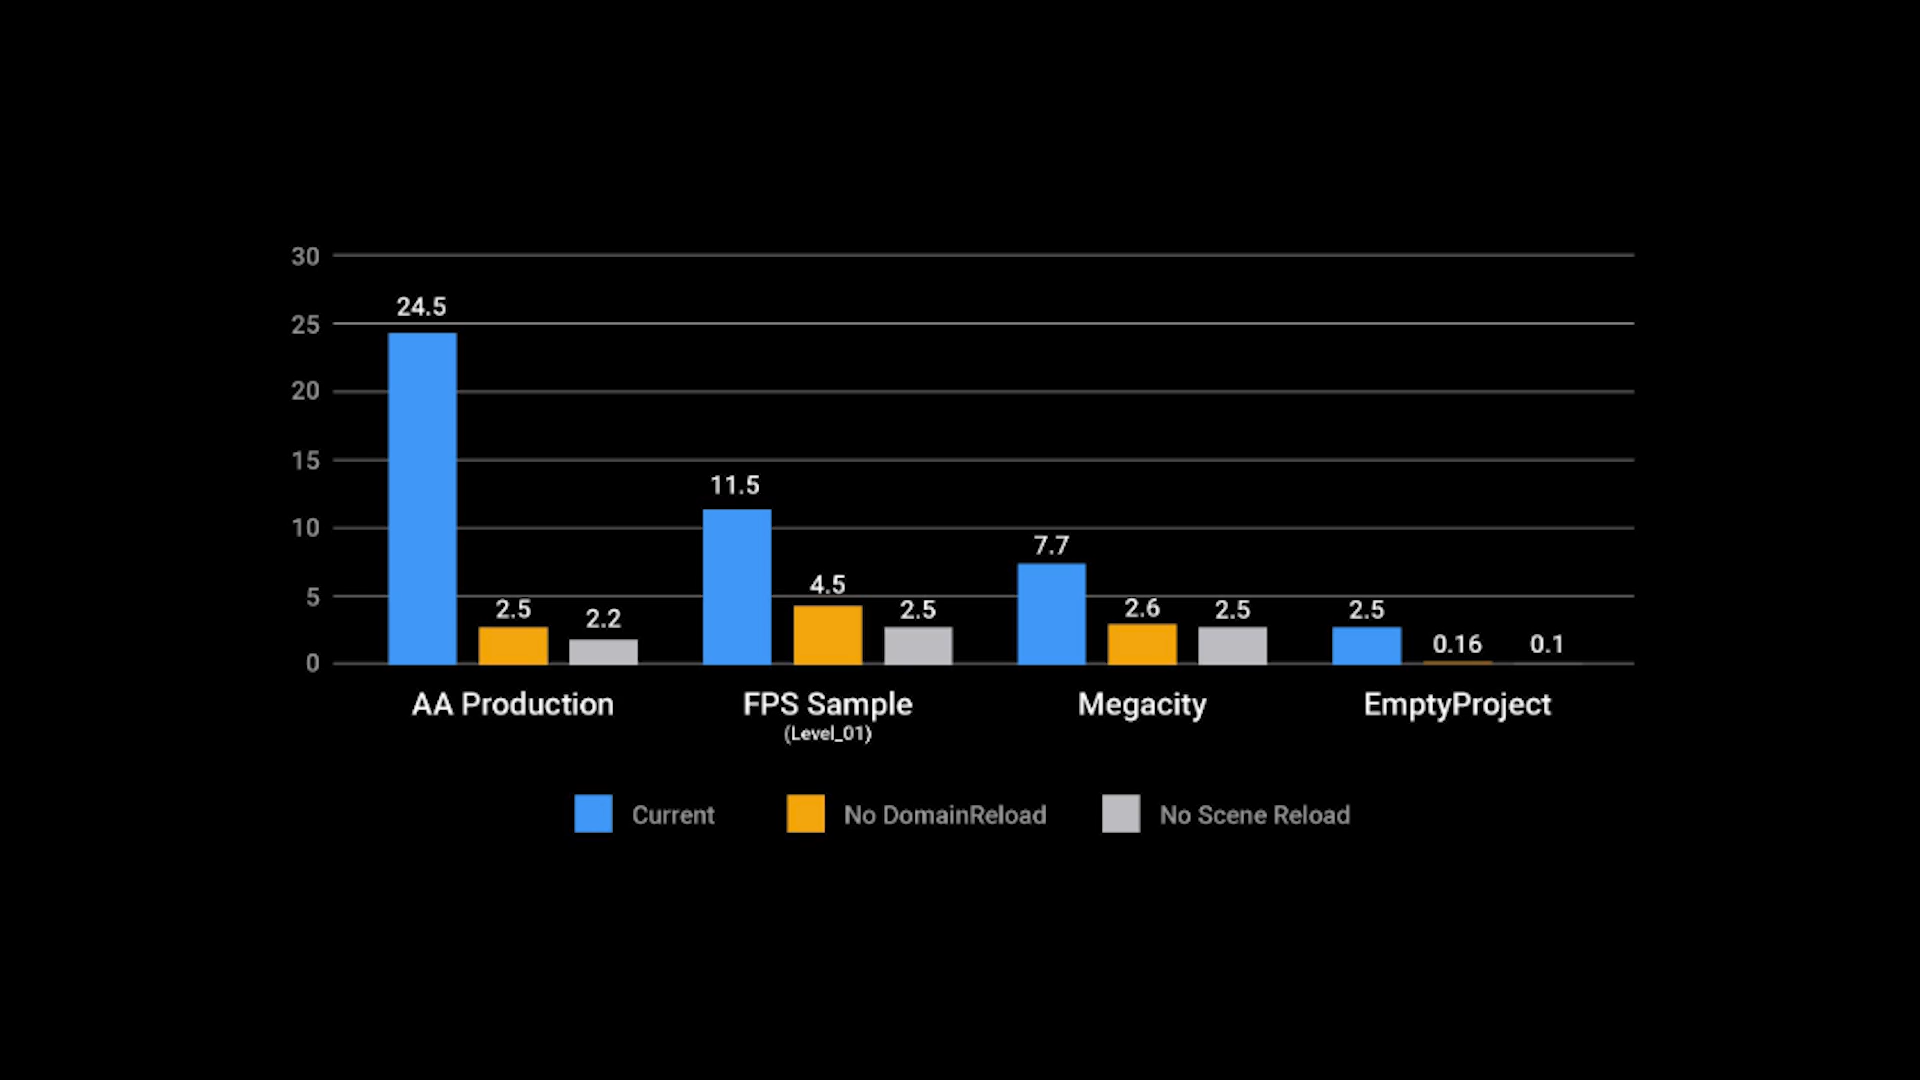 30
24.5
25
20
15
11.5
10
7.7
4.5
5
2.5
2.2
2.5
2.6
2.5
2.5
0.16
0.1
0
AA Production
FPS Sample
Megacity
EmptyProject
(Level_01)
Current
No DomainReload
No Scene Reload